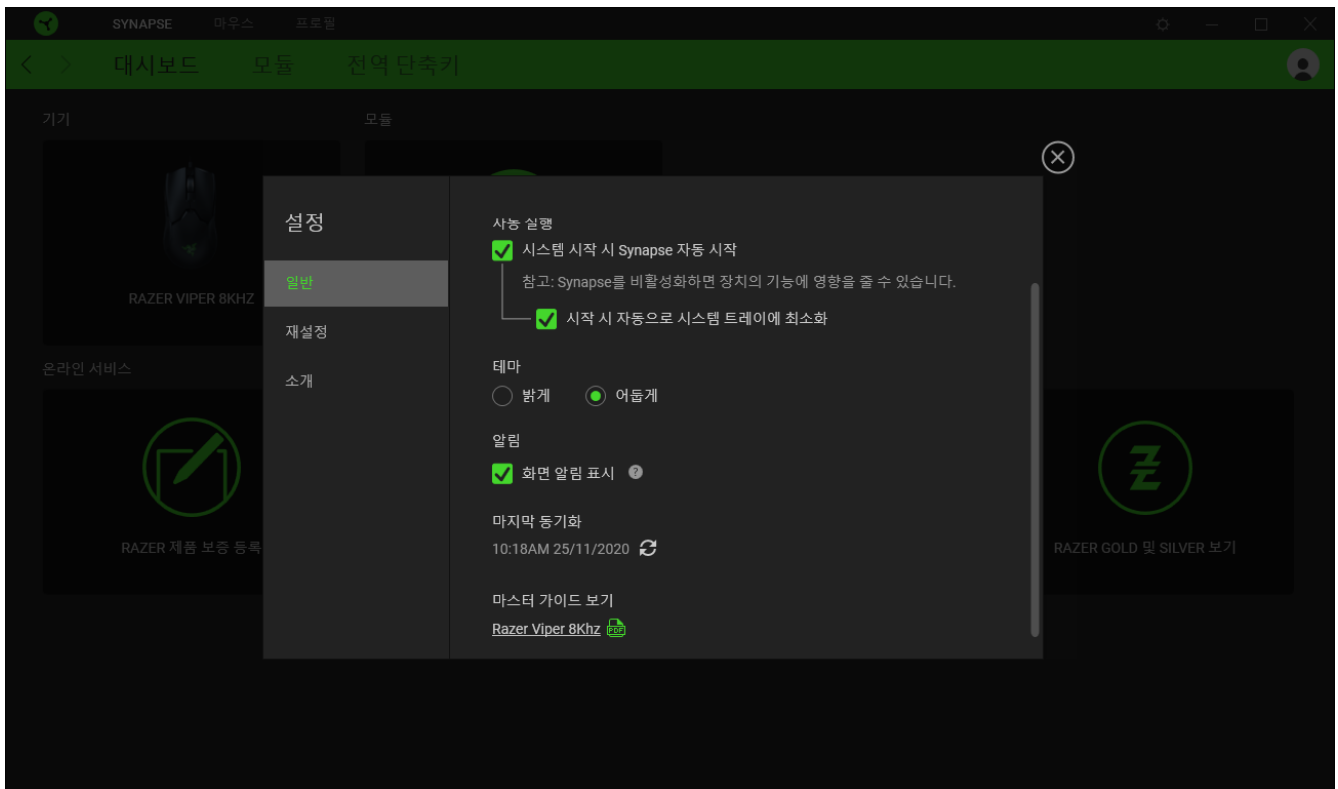 SYNAPSE 마우스 프로필
대시보드 모듈 전역 단축키
기기 모듈
RAZER VIPER 8KHZ
온라인 서비스
RAZER 제품 보증 등록
RAZER GOLD 및 SILVER 보기
설정
일반
재설정
소개
실행
시스템 시작 시 Synapse 자동 시작
참고: Synapse를 비활성화하면 장치의 기능에 영향을 줄 수 있습니다.
시작 시 자동으로 시스템 트레이에 최소화
테마
밝게 어둡게
알림
화면 알림 표시 ?
마지막 동기화
10:18AM 25/11/2020
마스터 가이드 보기
Razer Viper 8Khz PDF